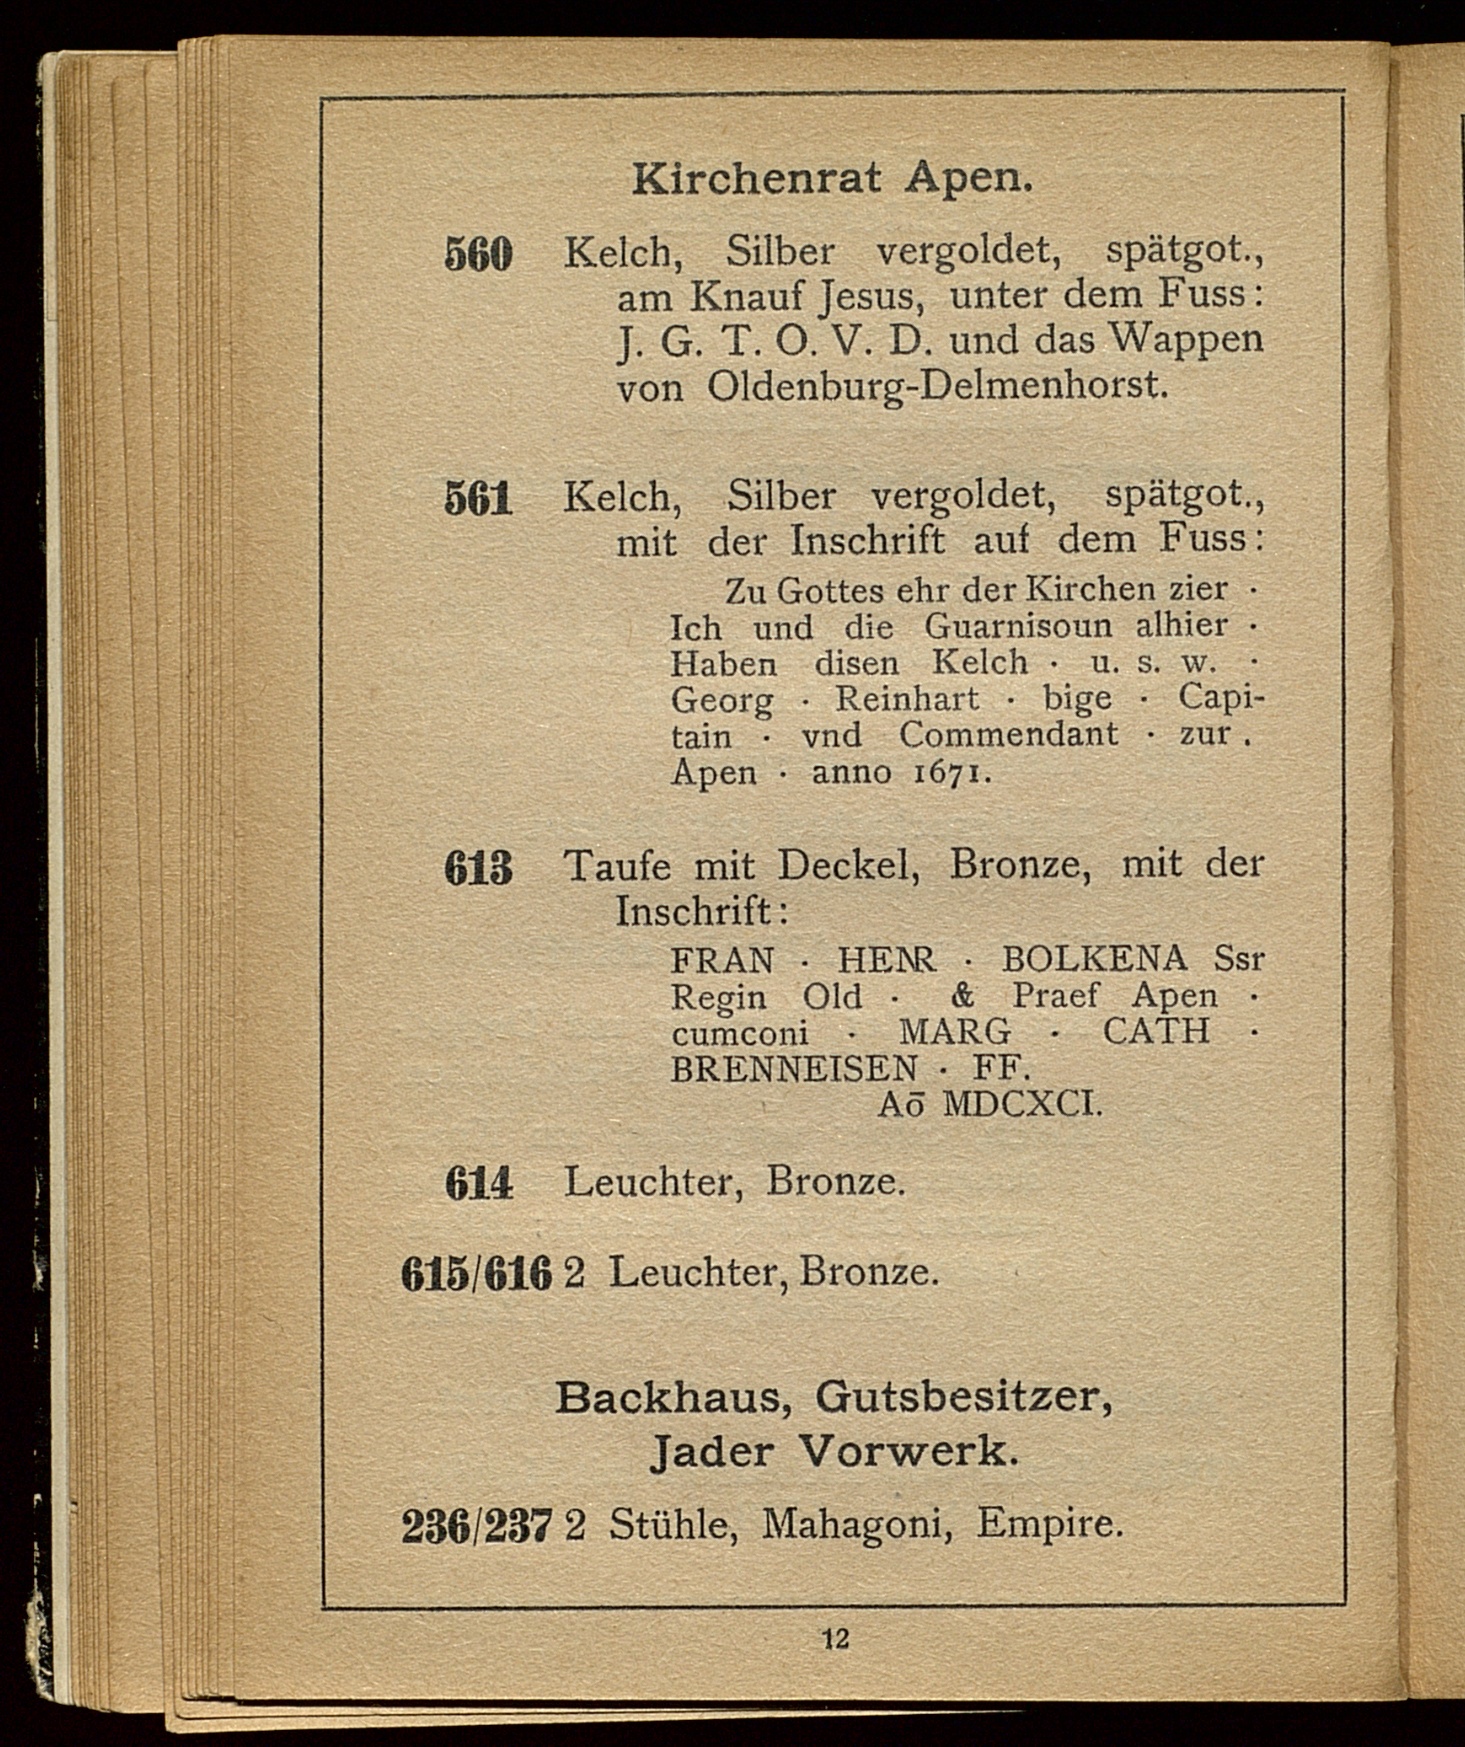 Kirchenrat Apen.
560 Kelch, Silber vergoldet, spätgot.,
am Knauf Jesus, unter dem Fuss:
J. G. T. O. V. D. und das Wappen
von Oldenburg-Delmenhorst.
561 Kelch, Silber vergoldet, spätgot.,
mit der Inschrift auf dem Fuss:
Zu Gottes ehr der Kirchen zier ·
Ich und die Guarnisoun alhier ·
Haben disen Kelch · u. s. w. ·
Georg · Reinhart · bige · Capi-
tain · vnd Commendant · zur .
Apen · anno 1671.
613 Taufe mit Deckel, Bronze, mit der
Inschrift:
FRAN · HENR · BOLKENA Ssr
Regin Old · & Praef Apen ·
cumconi · MARG · CATH ·
BRENNEISEN · FF.
Aō MDCXCI.
614 Leuchter, Bronze.
615/616 2 Leuchter, Bronze.
Backhaus, Gutsbesitzer,
Jader Vorwerk.
236/237 2 Stühle, Mahagoni, Empire.
12